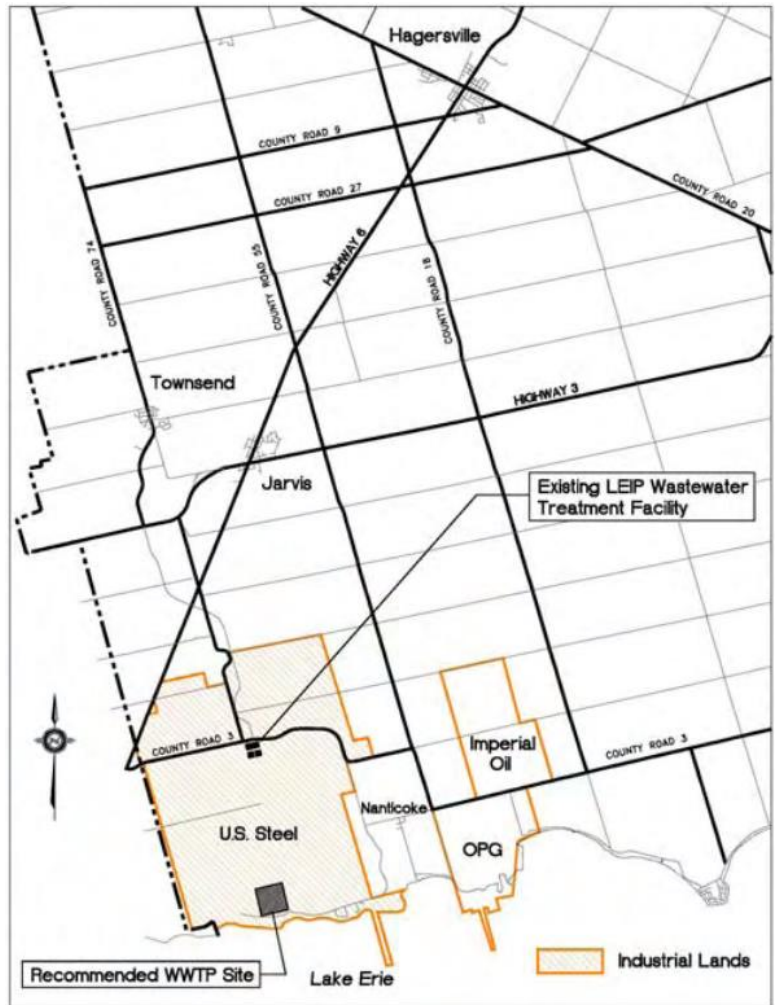 Hagersville
COUNTY ROAD 9
COUNTY ROAD 27
COUNTY ROAD 20
COUNTY ROAD 74
COUNTY ROAD 55
HIGHWAY 6
COUNTY ROAD 18
Townsend
HIGHWAY 3
Jarvis
Existing LEIP Wastewater
Treatment Facility
N
COUNTY ROAD 3
Imperial
Oil
COUNTY ROAD 3
Nanticoke
U.S. Steel
OPG
Recommended WWTP Site
Lake Erie
Industrial Lands